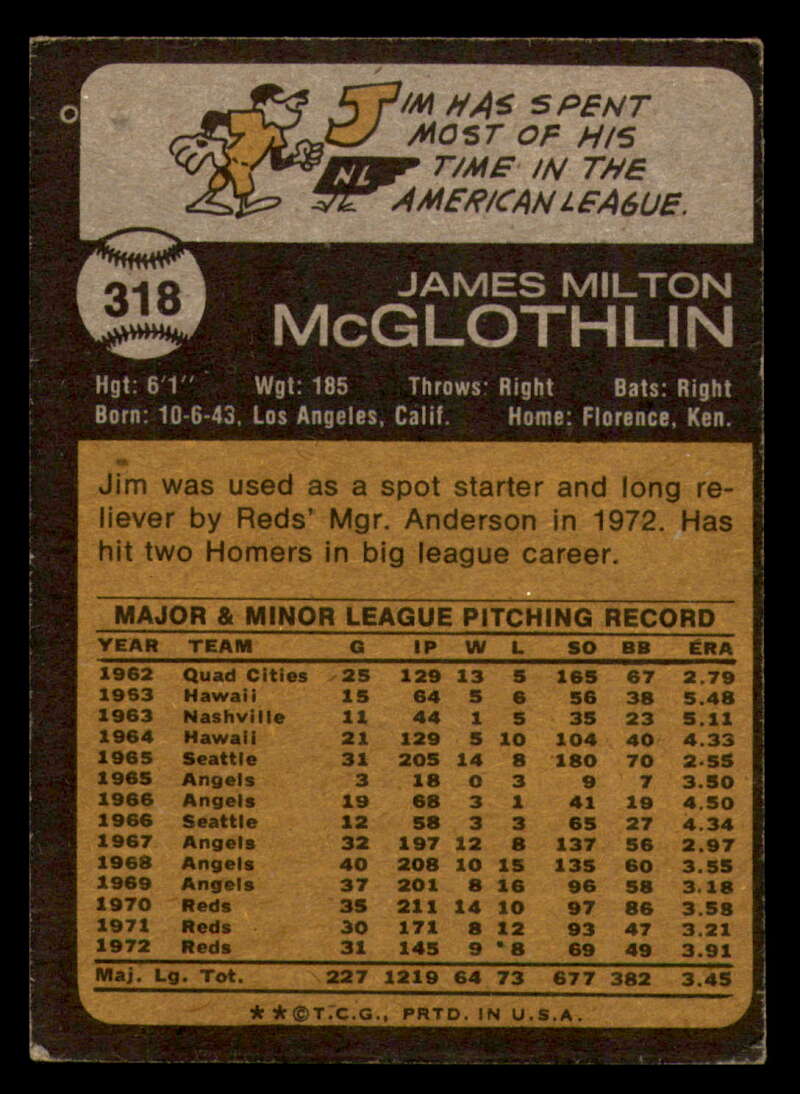 JIM HAS SPENT
MOST OF HIS
NL TIME IN THE
AMERICAN LEAGUE.
318
JAMES MILTON
McGLOTHLIN
Hgt: 6'1" Wgt: 185 Throws: Right Bats: Right
Born: 10-6-43, Los Angeles, Calif. Home: Florence, Ken.
Jim was used as a spot starter and long re-
liever by Reds' Mgr. Anderson in 1972. Has
hit two Homers in big league career.
MAJOR & MINOR LEAGUE PITCHING RECORD
YEAR TEAM G IP W L SO BB ERA
1962 Quad Cities 25 129 13 5 165 67 2.79
1963 Hawaii 15 64 5 6 56 38 5.48
1963 Nashville 11 44 1 5 35 23 5.11
1964 Hawaii 21 129 5 10 104 40 4.33
1965 Seattle 31 205 14 8 180 70 2.55
1965 Angels 3 18 0 3 9 7 3.50
1966 Angels 19 68 3 1 41 19 4.50
1966 Seattle 12 58 3 3 65 27 4.34
1967 Angels 32 197 12 8 137 56 2.97
1968 Angels 40 208 10 15 135 60 3.55
1969 Angels 37 201 8 16 96 58 3.18
1970 Reds 35 211 14 10 97 86 3.58
1971 Reds 30 171 8 12 93 47 3.21
1972 Reds 31 145 9 8 69 49 3.91
Maj. Lg. Tot. 227 1219 64 73 677 382 3.45
**©T.C.G., PRTD. IN U.S.A.